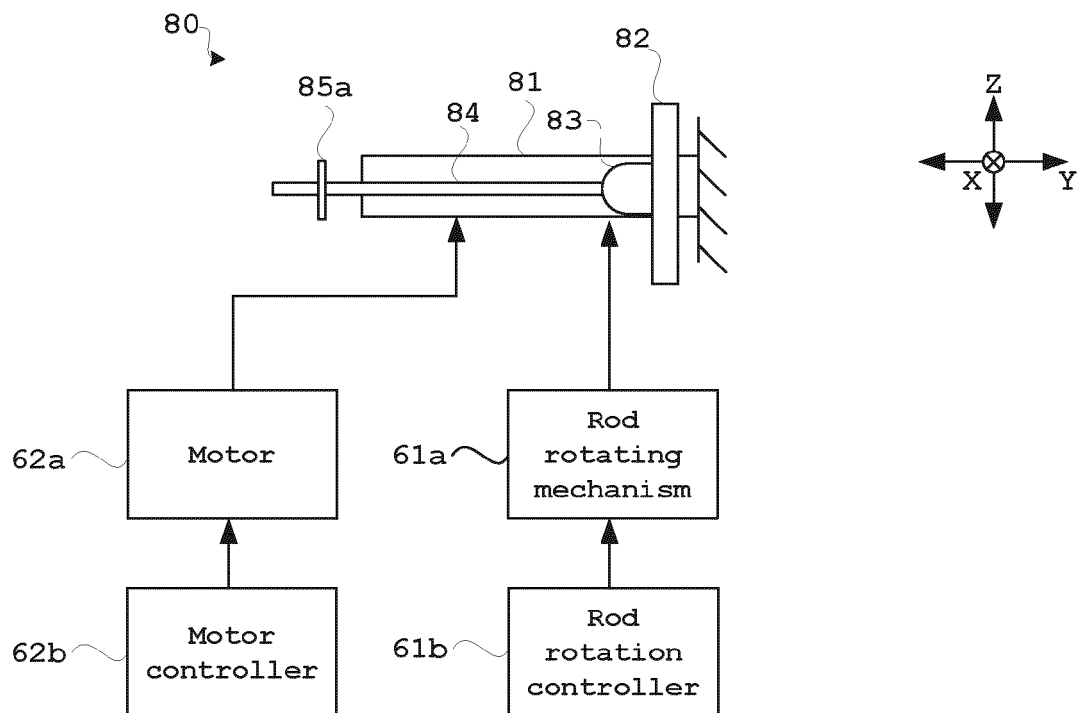 80
82
85a
81
84
83
Z
X
Y
62a
Motor
61a
Rod
rotating
mechanism
62b
Motor
controller
61b
Rod
rotation
controller